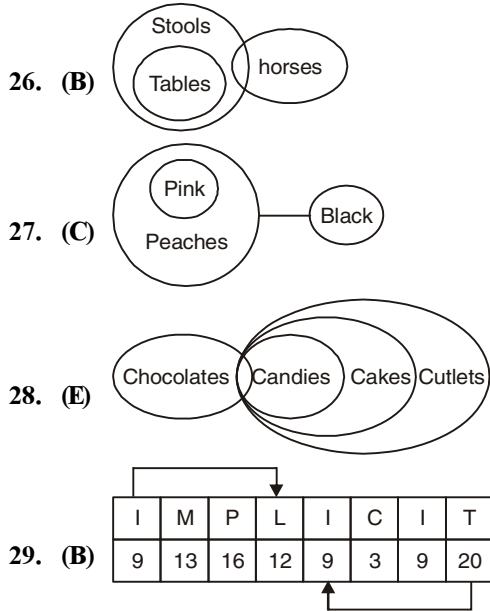 Stools
26. (B) Tables horses
Pink
27. (C) Peaches Black
28. (E) Chocolates Candies Cakes Cutlets
I M P L I C I T
29. (B) 9 13 16 12 9 3 9 20